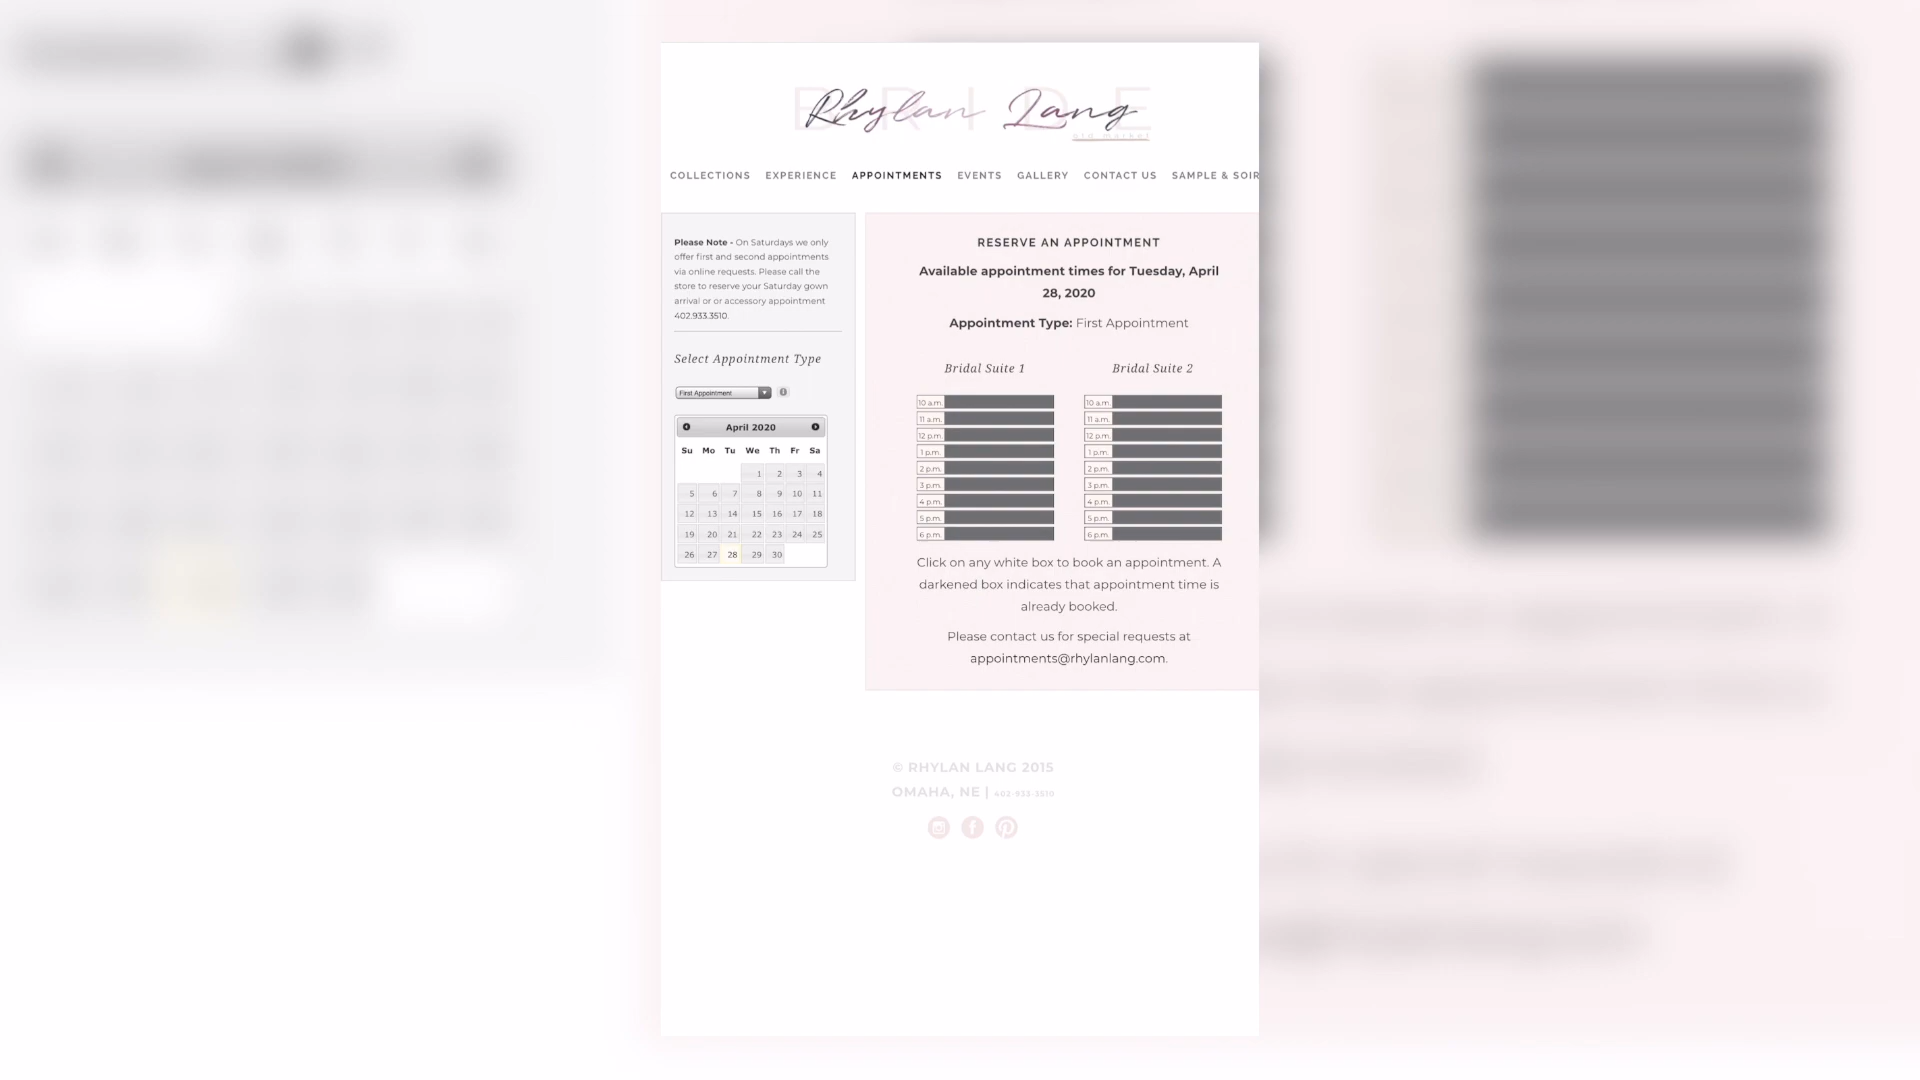 BRIDE
Rhylan Lang
old market
COLLECTIONS EXPERIENCE APPOINTMENTS EVENTS GALLERY CONTACT US SAMPLE & SOIR
Please Note - On Saturdays we only
offer first and second appointments
via online requests. Please call the
store to reserve your Saturday gown
arrival or or accessory appointment
402.933.3510.
Select Appointment Type
First Appointment
April 2020
Su Mo Tu We Th Fr Sa
1 2 3 4
5 6 7 8 9 10 11
12 13 14 15 16 17 18
19 20 21 22 23 24 25
26 27 28 29 30
RESERVE AN APPOINTMENT
Available appointment times for Tuesday, April
28, 2020
Appointment Type: First Appointment
Bridal Suite 1 Bridal Suite 2
10 a.m. 10 a.m.
11 a.m. 11 a.m.
12 p.m. 12 p.m.
1 p.m. 1 p.m.
2 p.m. 2 p.m.
3 p.m. 3 p.m.
4 p.m. 4 p.m.
5 p.m. 5 p.m.
6 p.m. 6 p.m.
Click on any white box to book an appointment. A
darkened box indicates that appointment time is
already booked.
Please contact us for special requests at
appointments@rhylanlang.com.
© RHYLAN LANG 2015
OMAHA, NE | 402-933-3510